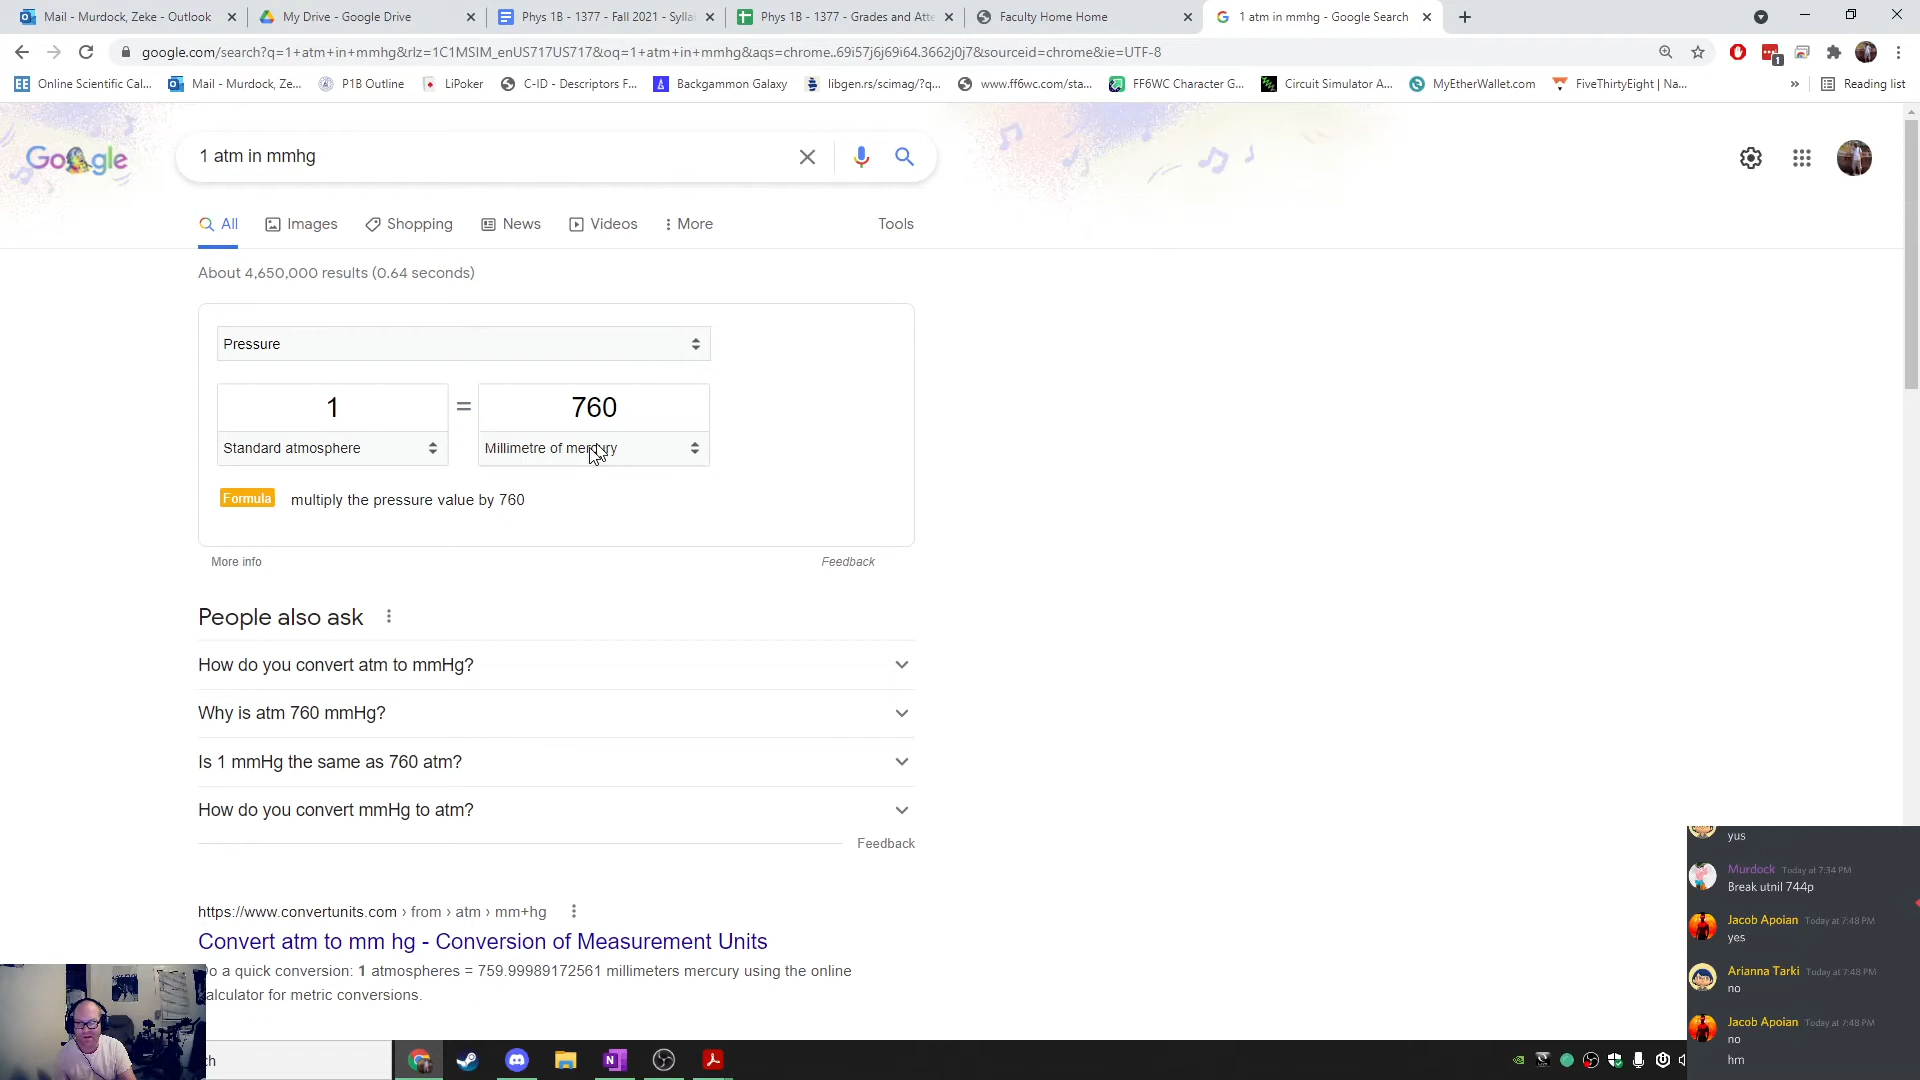 Mail - Murdock, Zeke - Outlook
My Drive - Google Drive
Phys 1B - 1377 - Fall 2021 - Sylla
Phys 1B - 1377 - Grades and Atte
Faculty Home Home
1 atm in mmhg - Google Search
google.com/search?q=1+atm+in+mmhg&rlz=1C1MSIM_enUS717US717&oq=1+atm+in+mmhg&aqs=chrome..69i57j6j69i64.3662j0j7&sourceid=chrome&ie=UTF-8
1
EE
Online Scientific Cal...
Mail - Murdock, Ze...
P1B Outline
LiPoker
C-ID - Descriptors F...
Backgammon Galaxy
libgen.rs/scimag/?q...
www.ff6wc.com/sta...
FF6WC Character G...
Circuit Simulator A...
MyEtherWallet.com
FiveThirtyEight | Na...
»
Reading list
Google
1 atm in mmhg
All
Images
Shopping
News
Videos
More
Tools
About 4,650,000 results (0.64 seconds)
Pressure
1
=
760
Standard atmosphere
Millimetre of mercury
Formula
multiply the pressure value by 760
More info
Feedback
People also ask
How do you convert atm to mmHg?
Why is atm 760 mmHg?
Is 1 mmHg the same as 760 atm?
How do you convert mmHg to atm?
Feedback
https://www.convertunits.com › from › atm › mm+hg
Convert atm to mm hg - Conversion of Measurement Units
o a quick conversion: 1 atmospheres = 759.99989172561 millimeters mercury using the online
alculator for metric conversions.
yus
Murdock Today at 7:34 PM
Break utnil 744p
Jacob Apoian Today at 7:48 PM
yes
Arianna Tarki Today at 7:48 PM
no
Jacob Apoian Today at 7:48 PM
no
hm
ch